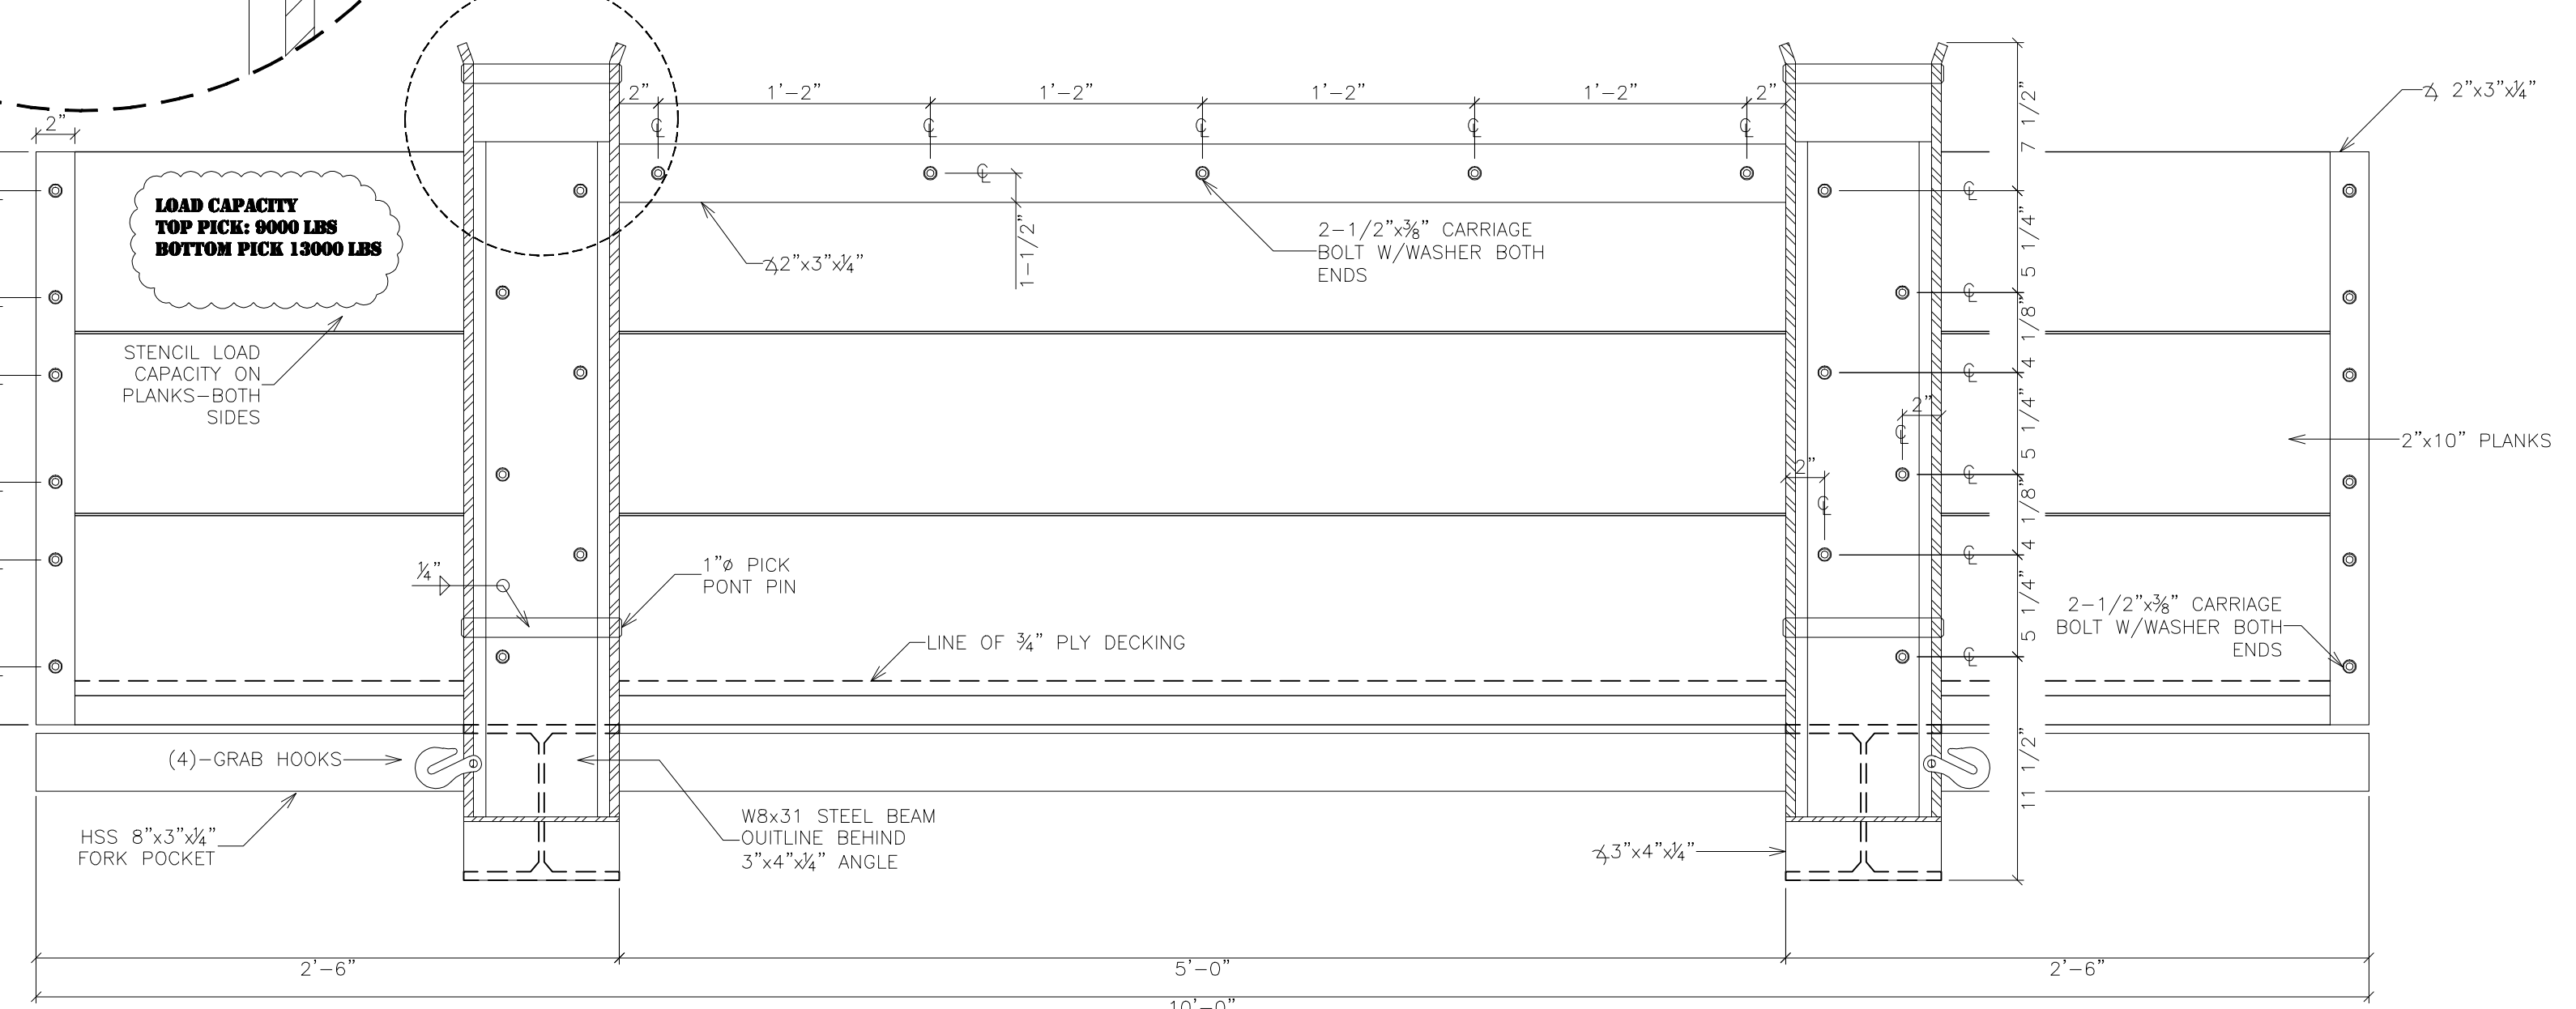 2"
LOAD CAPACITY
TOP PICK: 9000 LBS
BOTTOM PICK 13000 LBS
STENCIL LOAD
CAPACITY ON
PLANKS-BOTH
SIDES
2"
1'-2"
1'-2"
1'-2"
1'-2"
2"
℄
℄
℄
℄
℄
℄
1-1/2"
2"x3"x¼"
2-1/2"x⅜" CARRIAGE
BOLT W/WASHER BOTH
ENDS
2"x3"x¼"
7 1/2"
5 1/4"
4 1/8"
5 1/4"
4 1/8"
5 1/4"
11 1/2"
℄
℄
℄
℄
℄
℄
2"
℄
2"
℄
2"x10" PLANKS
¼"
1"ø PICK
PONT PIN
LINE OF ¾" PLY DECKING
2-1/2"x⅜" CARRIAGE
BOLT W/WASHER BOTH
ENDS
(4)-GRAB HOOKS
HSS 8"x3"x¼"
FORK POCKET
W8x31 STEEL BEAM
OUITLINE BEHIND
3"x4"x¼" ANGLE
3"x4"x¼"
2'-6"
5'-0"
2'-6"
10'-0"